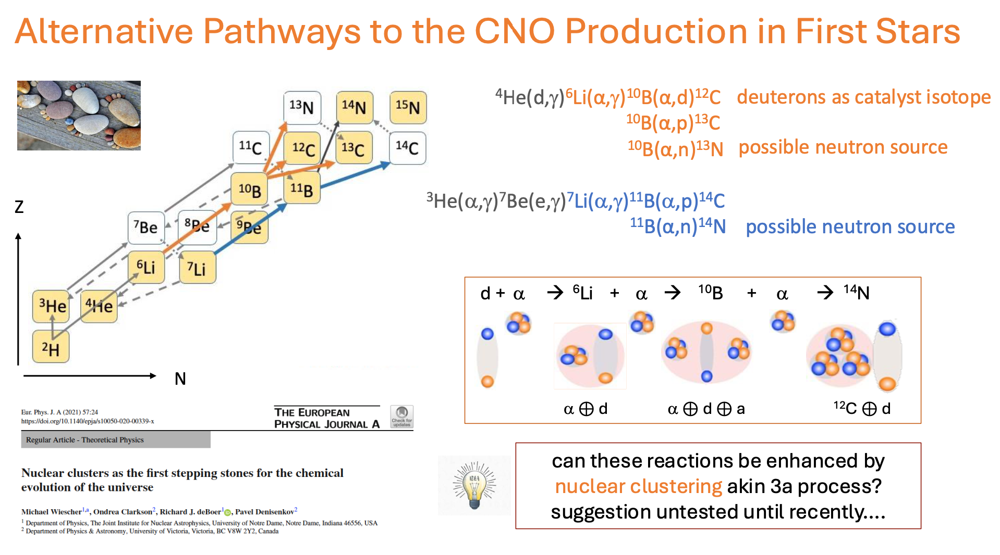 Alternative Pathways to the CNO Production in First Stars
⁴He(d,γ)⁶Li(α,γ)¹⁰B(α,d)¹²C deuterons as catalyst isotope
¹⁰B(α,p)¹³C
¹⁰B(α,n)¹³N possible neutron source
³He(α,γ)⁷Be(e,γ)⁷Li(α,γ)¹¹B(α,p)¹⁴C
¹¹B(α,n)¹⁴N possible neutron source
¹³N ¹⁴N ¹⁵N
¹¹C ¹²C ¹³C ¹⁴C
¹⁰B ¹¹B
⁷Be ⁸Be ⁹Be
⁶Li ⁷Li
³He ⁴He
²H
Z
N
d + α → ⁶Li + α → ¹⁰B + α → ¹⁴N
α ⊕ d α ⊕ d ⊕ a ¹²C ⊕ d
Eur. Phys. J. A (2021) 57:24
https://doi.org/10.1140/epja/s10050-020-00339-x
THE EUROPEAN
PHYSICAL JOURNAL A
Check for
updates
Regular Article - Theoretical Physics
Nuclear clusters as the first stepping stones for the chemical
evolution of the universe
Michael Wiescher¹,ᵃ, Ondrea Clarkson², Richard J. deBoer¹ iD, Pavel Denisenkov²
¹ Department of Physics, The Joint Institute for Nuclear Astrophysics, University of Notre Dame, Notre Dame, Indiana 46556, USA
² Department of Physics & Astronomy, University of Victoria, Victoria, BC V8W 2Y2, Canada
IDEA
can these reactions be enhanced by
nuclear clustering akin 3a process?
suggestion untested until recently....